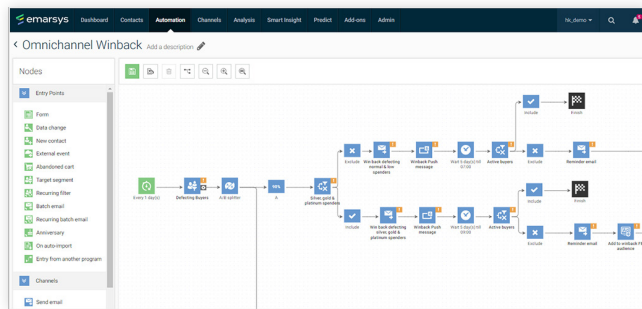 emarsys
Dashboard Contacts Automation Channels Analysis Smart Insight Predict Add-ons Admin
hk_demo
Omnichannel Winback Add a description
Nodes
Entry Points
Form
Data change
New contact
External event
Abandoned cart
Target segment
Recurring filter
Batch email
Recurring batch email
Anniversary
On auto-import
Entry from another program
Channels
Send email
Include
Finish
Exclude
Win back defecting
normal & low
spenders
Winback Push
message
Active buyers
Exclude
Reminder email
Every 1 day(s)
Defecting Buyers
A/B splitter
10%
A
Silver, gold &
platinum spenders
Include
Finish
Include
Win back defecting
silver, gold &
platinum spenders
Winback Push
message
Wait 3 day(s) till
Active buyers
Exclude
Reminder email
Add to winback
audience